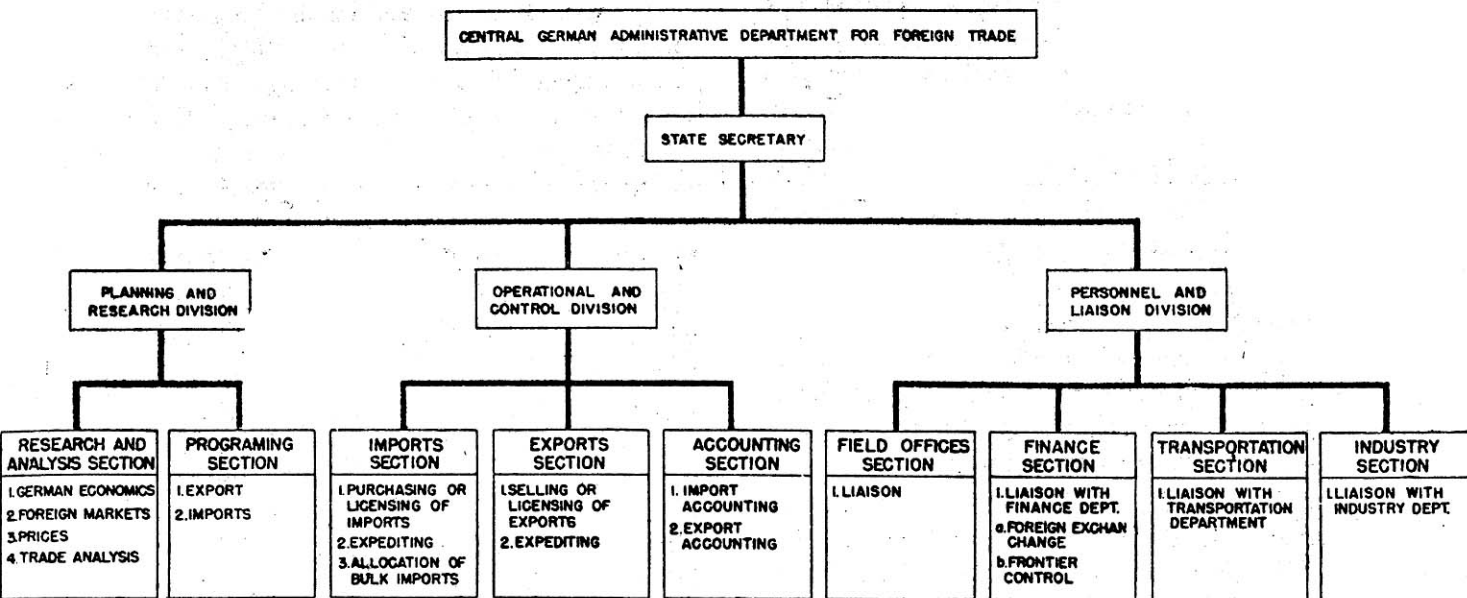 CENTRAL GERMAN ADMINISTRATIVE DEPARTMENT FOR FOREIGN TRADE
STATE SECRETARY
PLANNING AND
RESEARCH DIVISION
OPERATIONAL AND
CONTROL DIVISION
PERSONNEL AND
LIAISON DIVISION
RESEARCH AND
ANALYSIS SECTION
1. GERMAN ECONOMICS
2. FOREIGN MARKETS
3. PRICES
4. TRADE ANALYSIS
PROGRAMING
SECTION
1. EXPORT
2. IMPORTS
IMPORTS
SECTION
1. PURCHASING OR
LICENSING OF
IMPORTS
2. EXPEDITING
3. ALLOCATION OF
BULK IMPORTS
EXPORTS
SECTION
1. SELLING OR
LICENSING OF
EXPORTS
2. EXPEDITING
ACCOUNTING
SECTION
1. IMPORT
ACCOUNTING
2. EXPORT
ACCOUNTING
FIELD OFFICES
SECTION
1. LIAISON
FINANCE
SECTION
1. LIAISON WITH
FINANCE DEPT.
a. FOREIGN EXCHAN
CHANGE
b. FRONTIER
CONTROL
TRANSPORTATION
SECTION
1. LIAISON WITH
TRANSPORTATION
DEPARTMENT
INDUSTRY
SECTION
1. LIAISON WITH
INDUSTRY DEPT.